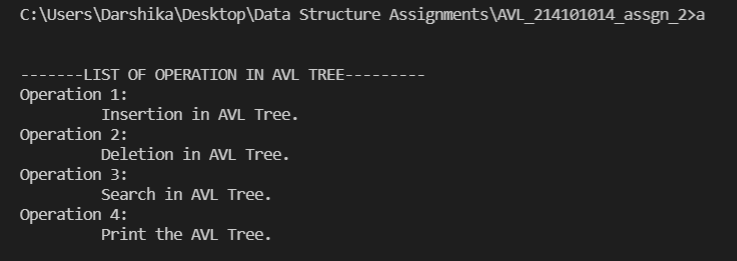 C:\Users\Darshika\Desktop\Data Structure Assignments\AVL_214101014_assgn_2>a
-------LIST OF OPERATION IN AVL TREE---------
Operation 1:
Insertion in AVL Tree.
Operation 2:
Deletion in AVL Tree.
Operation 3:
Search in AVL Tree.
Operation 4:
Print the AVL Tree.